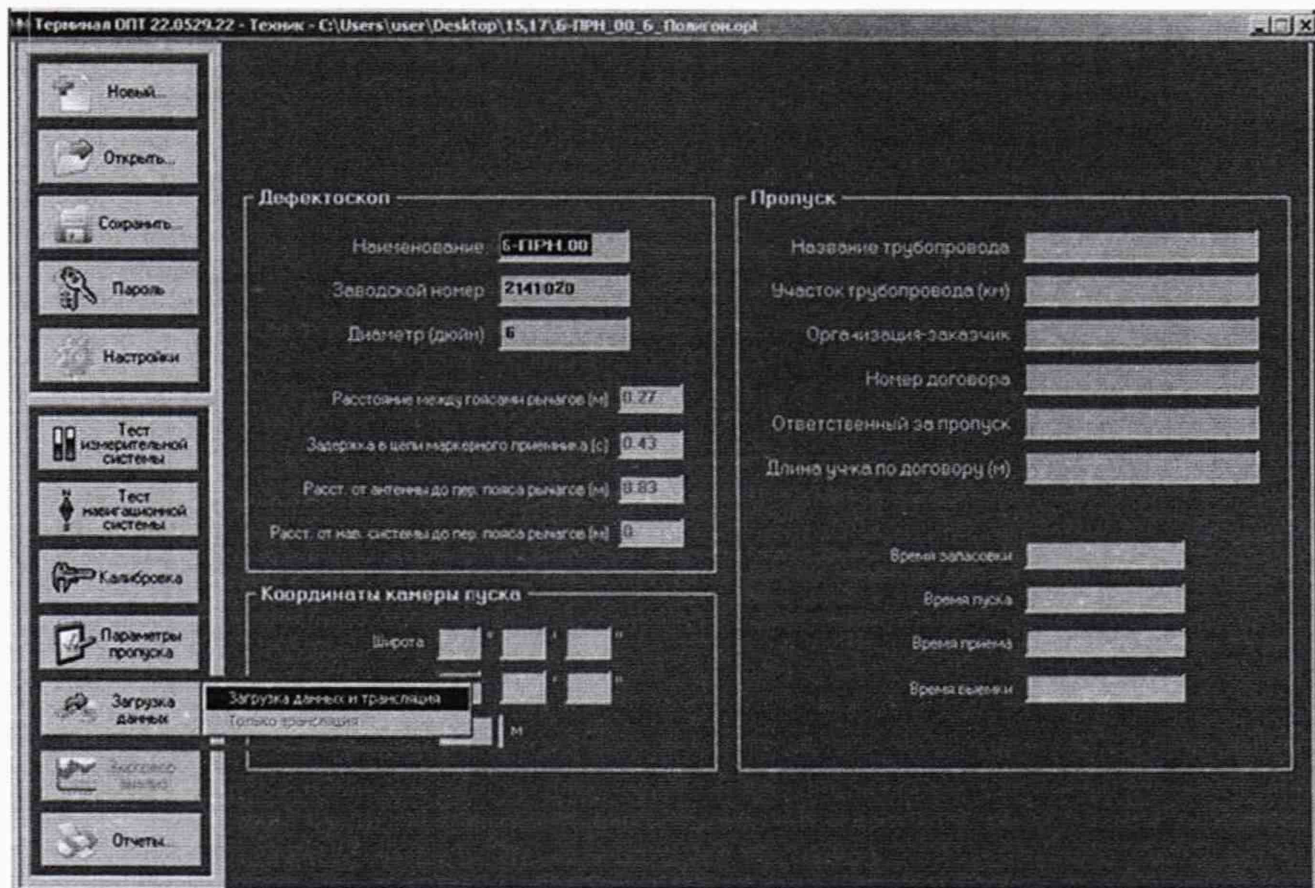 Терминал ОПТ 22.0529.22 - Техник - C:\Users\user\Desktop\15,17\6-ПРН_00_6_Полигон.opl
Новый...
Открыть...
Сохранить...
Пароль
Настройки
Тест
измерительной
системы
Тест
навигационной
системы
Калибровка
Параметры
пропуска
Загрузка
данных
Загрузка данных и трансляция
Только трансляция
Отчеты...
Дефектоскоп
Наименование 6-ПРН.00
Заводской номер 2141020
Диаметр (дюйм) 6
Расстояние между поясами рычагов (м) 0.27
Задержка в цепи маркерного приемника (с) 0.43
Расст. от антенны до пер. пояса рычагов (м) 0.83
Расст. от нав. системы до пер. пояса рычагов (м) 0
Координаты камеры пуска
Широта ° ' "
' "
м
Пропуск
Название трубопровода
Участок трубопровода (км)
Организация-заказчик
Номер договора
Ответственный за пропуск
Длина уч-ка по договору (м)
Время запасовки
Время пуска
Время приема
Время выемки